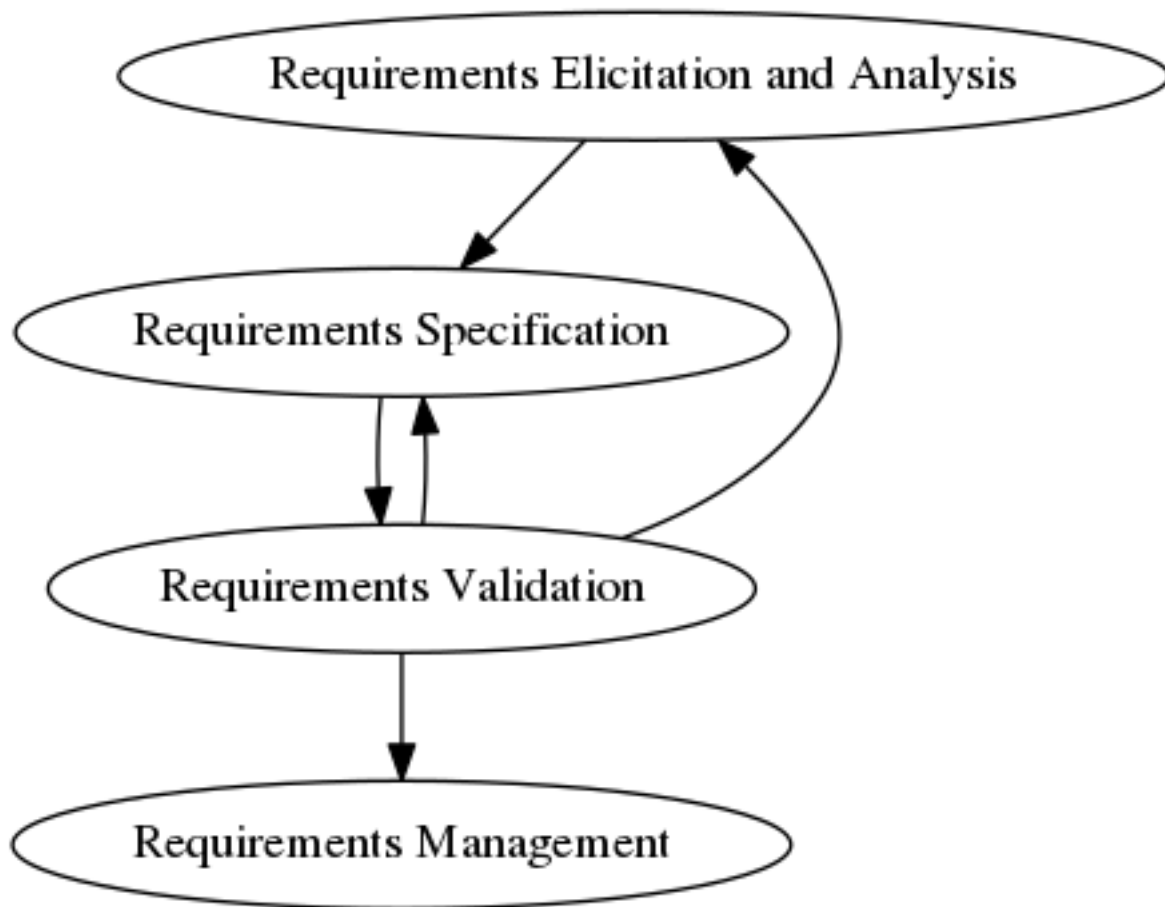 Requirements Elicitation and Analysis
Requirements Specification
Requirements Validation
Requirements Management